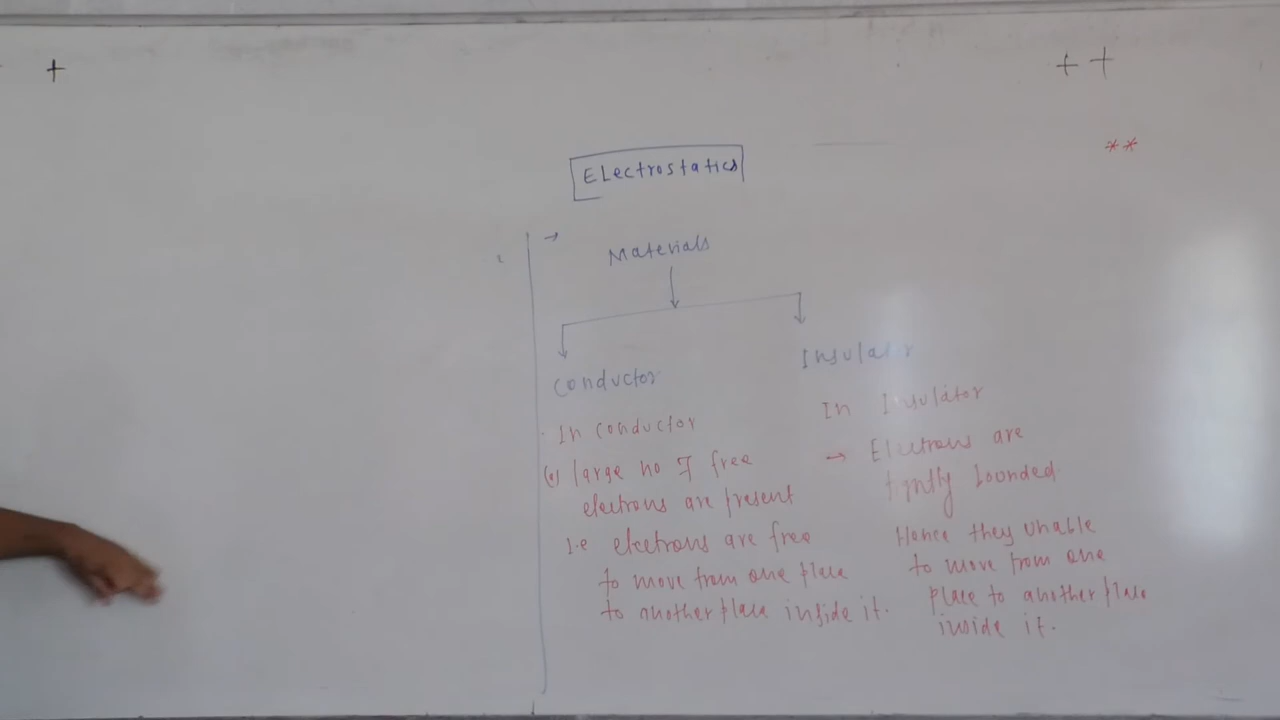 +
++
**
Electrostatics
→ Materials
Conductor
Insulator
In conductor
(•) large no of free
electrons are present
I.e electrons are free
to move from one place
to another place inside it.
In Insulator
→ Electrons are
tightly bounded
Hence they unable
to move from one
place to another place
inside it.